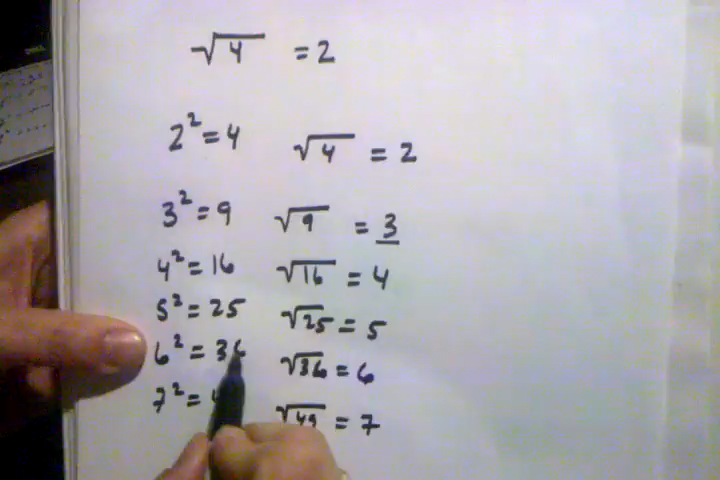 √4 = 2
2² = 4 √4 = 2
3² = 9 √9 = 3
4² = 16 √16 = 4
5² = 25 √25 = 5
6² = 36 √36 = 6
7² = √49 = 7